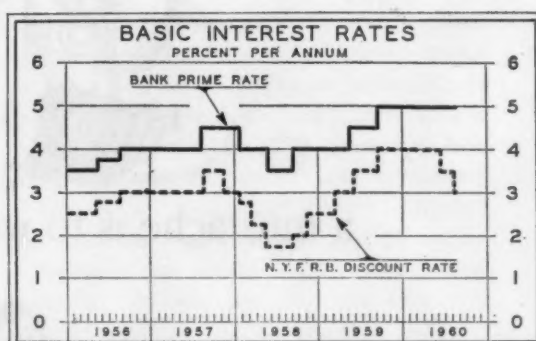 BASIC INTEREST RATES
PERCENT PER ANNUM
6 6
BANK PRIME RATE
5 5
4 4
3 3
2 2
N.Y.F.R.B. DISCOUNT RATE
1 1
0 0
1956 1957 1958 1959 1960